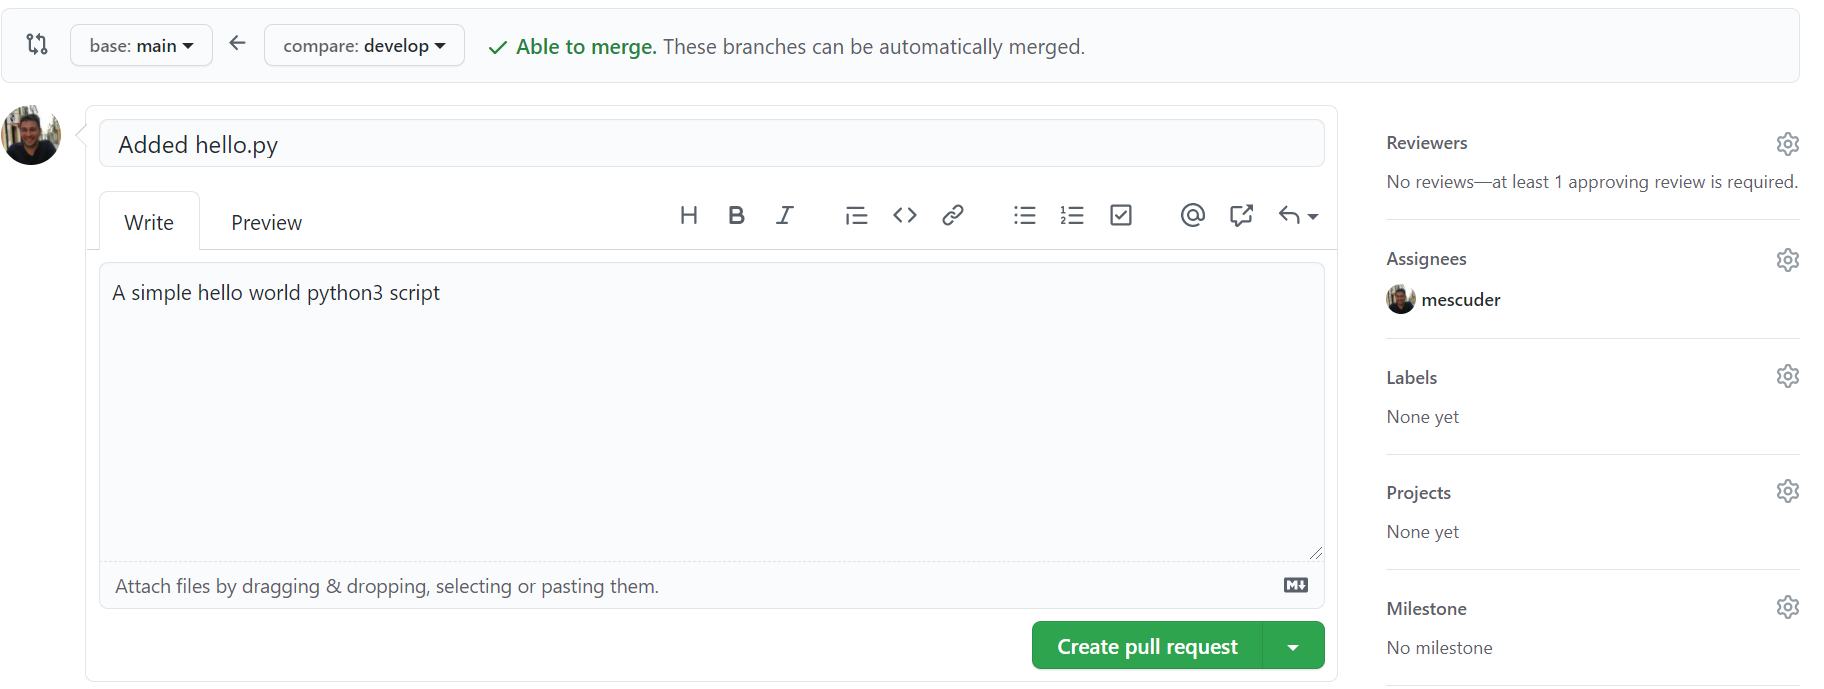 base: main
compare: develop
Able to merge. These branches can be automatically merged.
Added hello.py
Write
Preview
A simple hello world python3 script
Attach files by dragging & dropping, selecting or pasting them.
Create pull request
Reviewers
No reviews—at least 1 approving review is required.
Assignees
mescuder
Labels
None yet
Projects
None yet
Milestone
No milestone